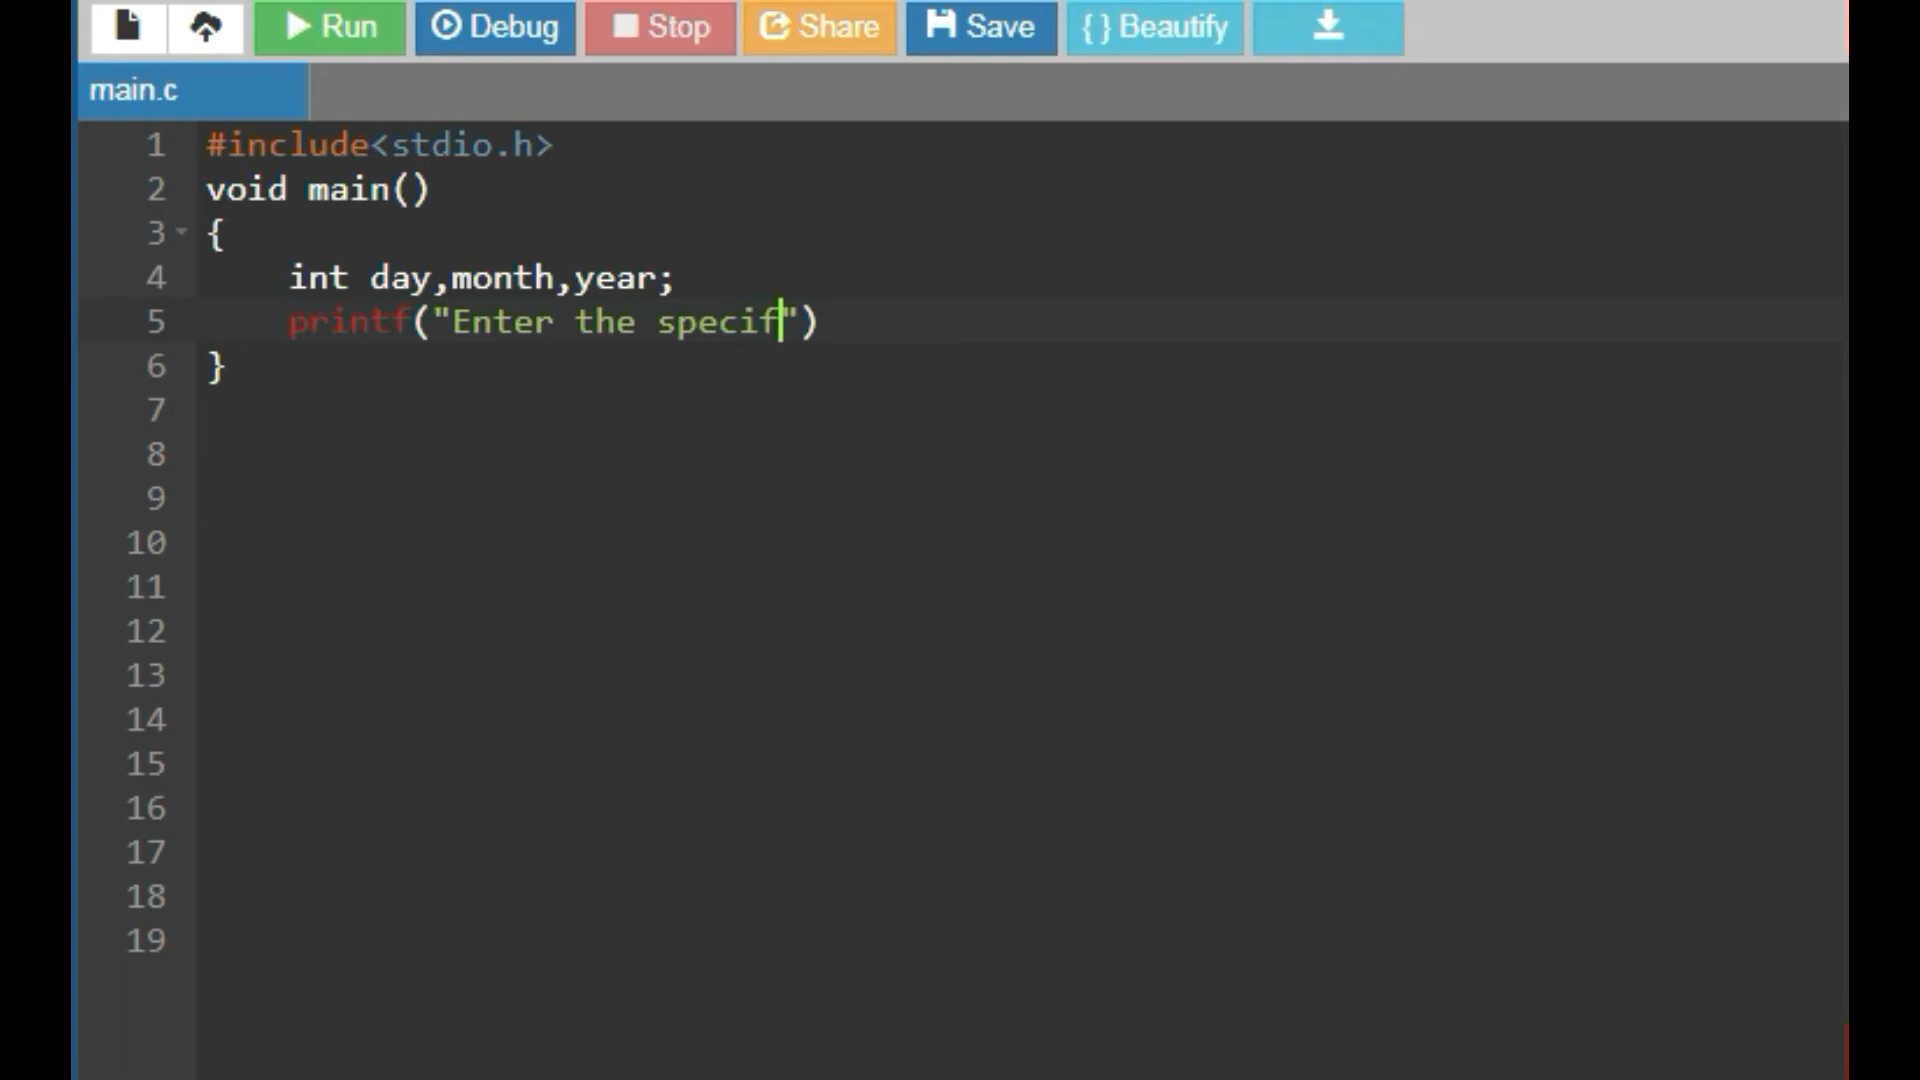 Run Debug Stop Share Save {} Beautify
main.c
1 #include<stdio.h>
2 void main()
3 {
4 int day,month,year;
5 printf("Enter the specif")
6 }
7
8
9
10
11
12
13
14
15
16
17
18
19